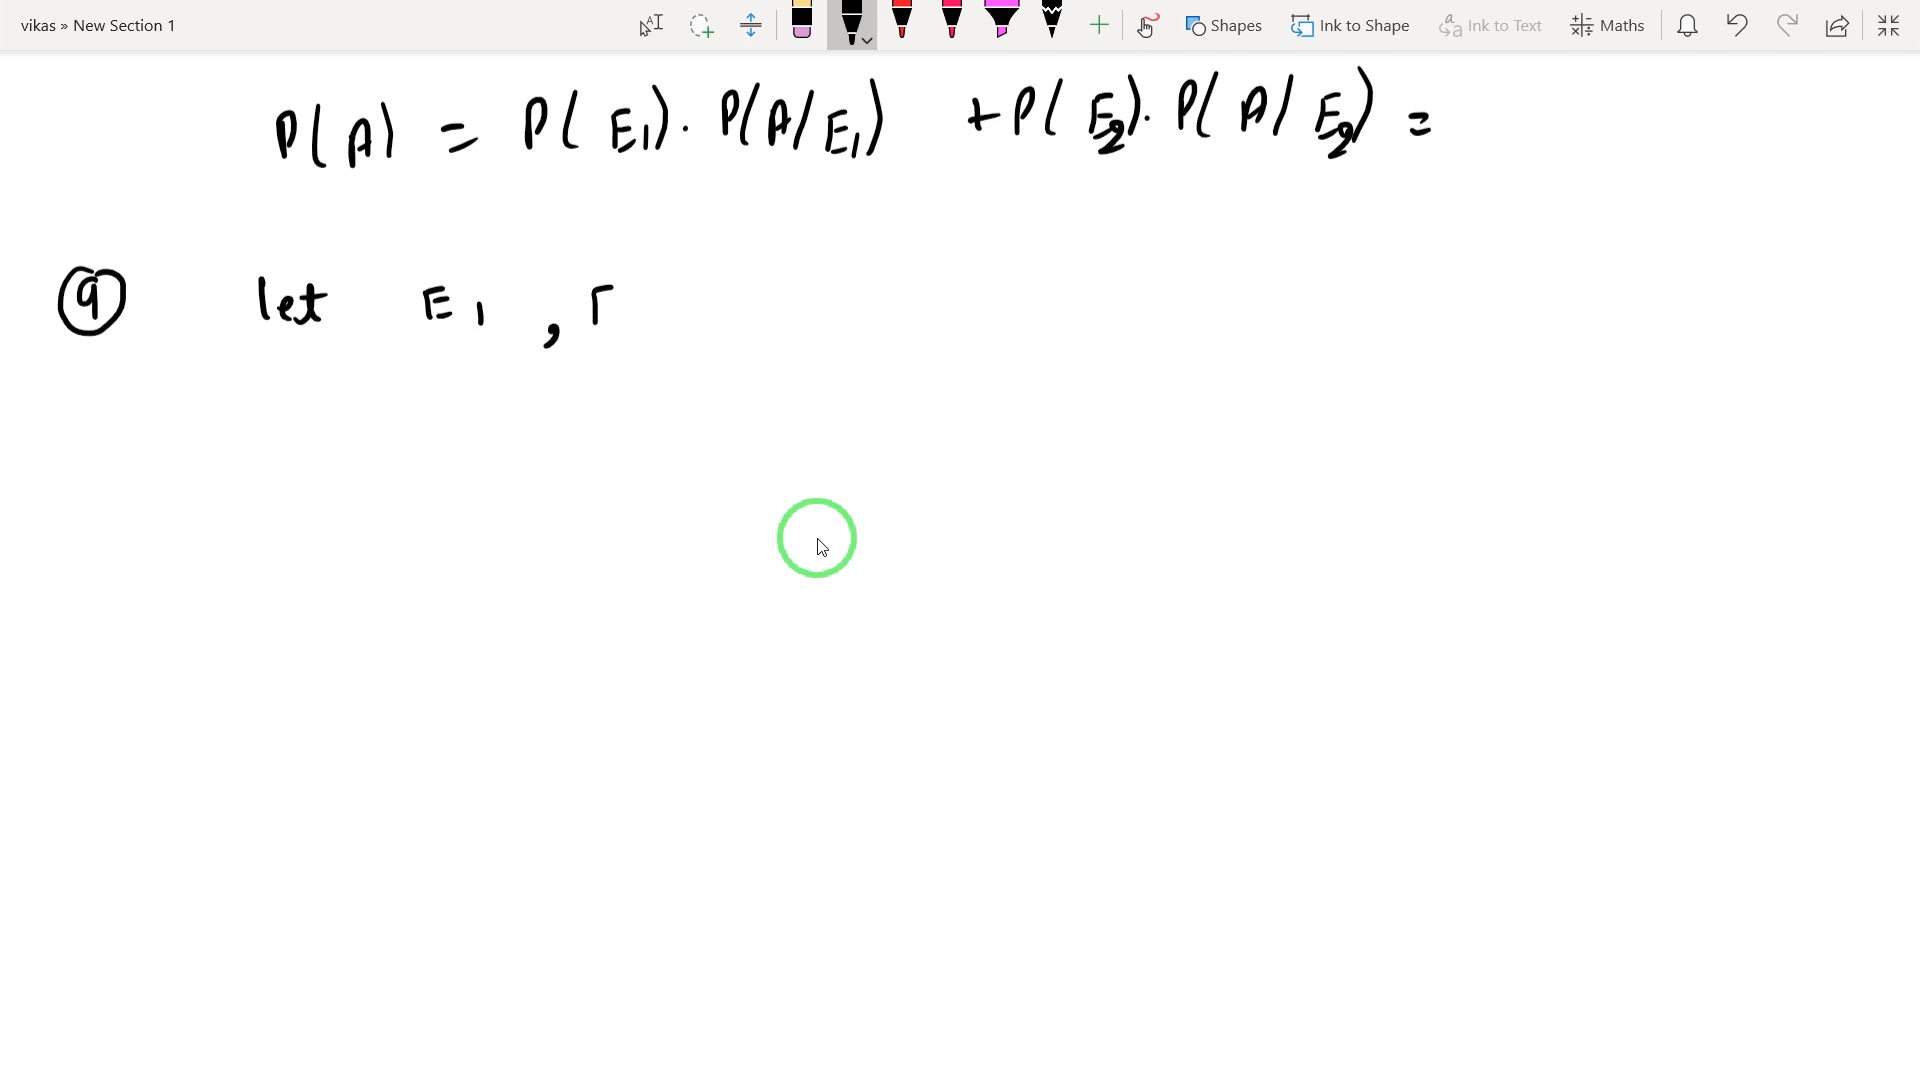 vikas » New Section 1 Shapes Ink to Shape Ink to Text Maths
P(A) = P(E1). P(A/E1) + P(E2). P(A/E2) =
9 let E1 ,